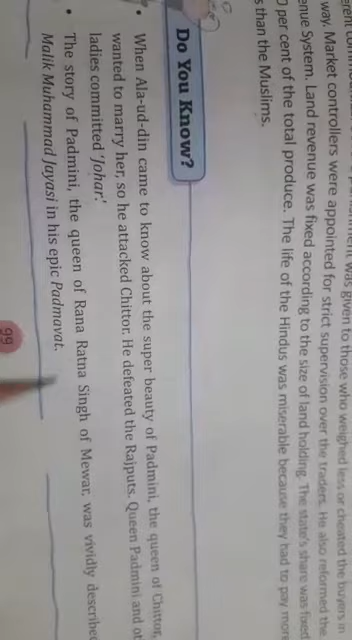 way. Market controllers were appointed for strict supervision over the traders. He also reformed the
enue System. Land revenue was fixed according to the size of land holding. The state's share was fixed
per cent of the total produce. The life of the Hindus was miserable because they had to pay more
than the Muslims.
Do You Know?
• When Ala-ud-din came to know about the super beauty of Padmini, the queen of Chittor,
wanted to marry her, so he attacked Chittor. He defeated the Rajputs. Queen Padmini and ot
ladies committed 'Johar.'
• The story of Padmini, the queen of Rana Ratna Singh of Mewar, was vividly described
Malik Muhammad Jayasi in his epic Padmavat.
99